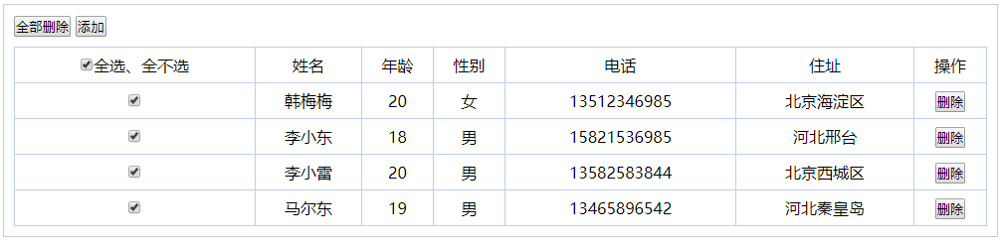 全部删除 添加
全选、全不选 姓名 年龄 性别 电话 住址 操作
韩梅梅 20 女 13512346985 北京海淀区 删除
李小东 18 男 15821536985 河北邢台 删除
李小雷 20 男 13582583844 北京西城区 删除
马尔东 19 男 13465896542 河北秦皇岛 删除